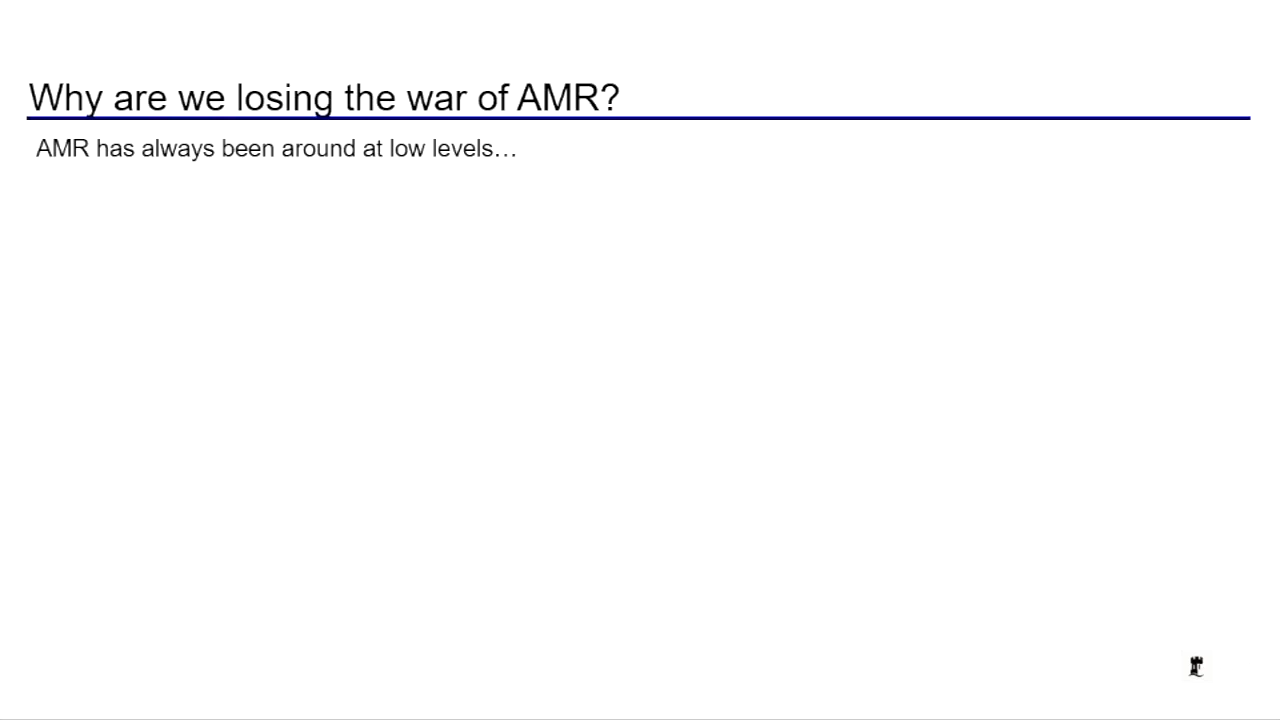 Why are we losing the war of AMR?
AMR has always been around at low levels…